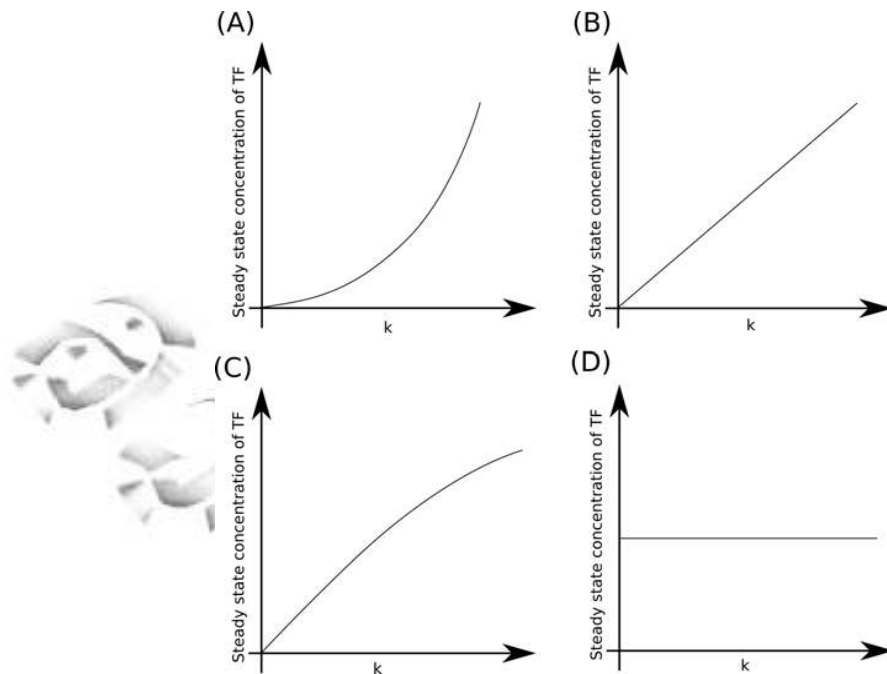 (A)
Steady state concentration of TF
k
(B)
Steady state concentration of TF
k
(C)
Steady state concentration of TF
k
(D)
Steady state concentration of TF
k